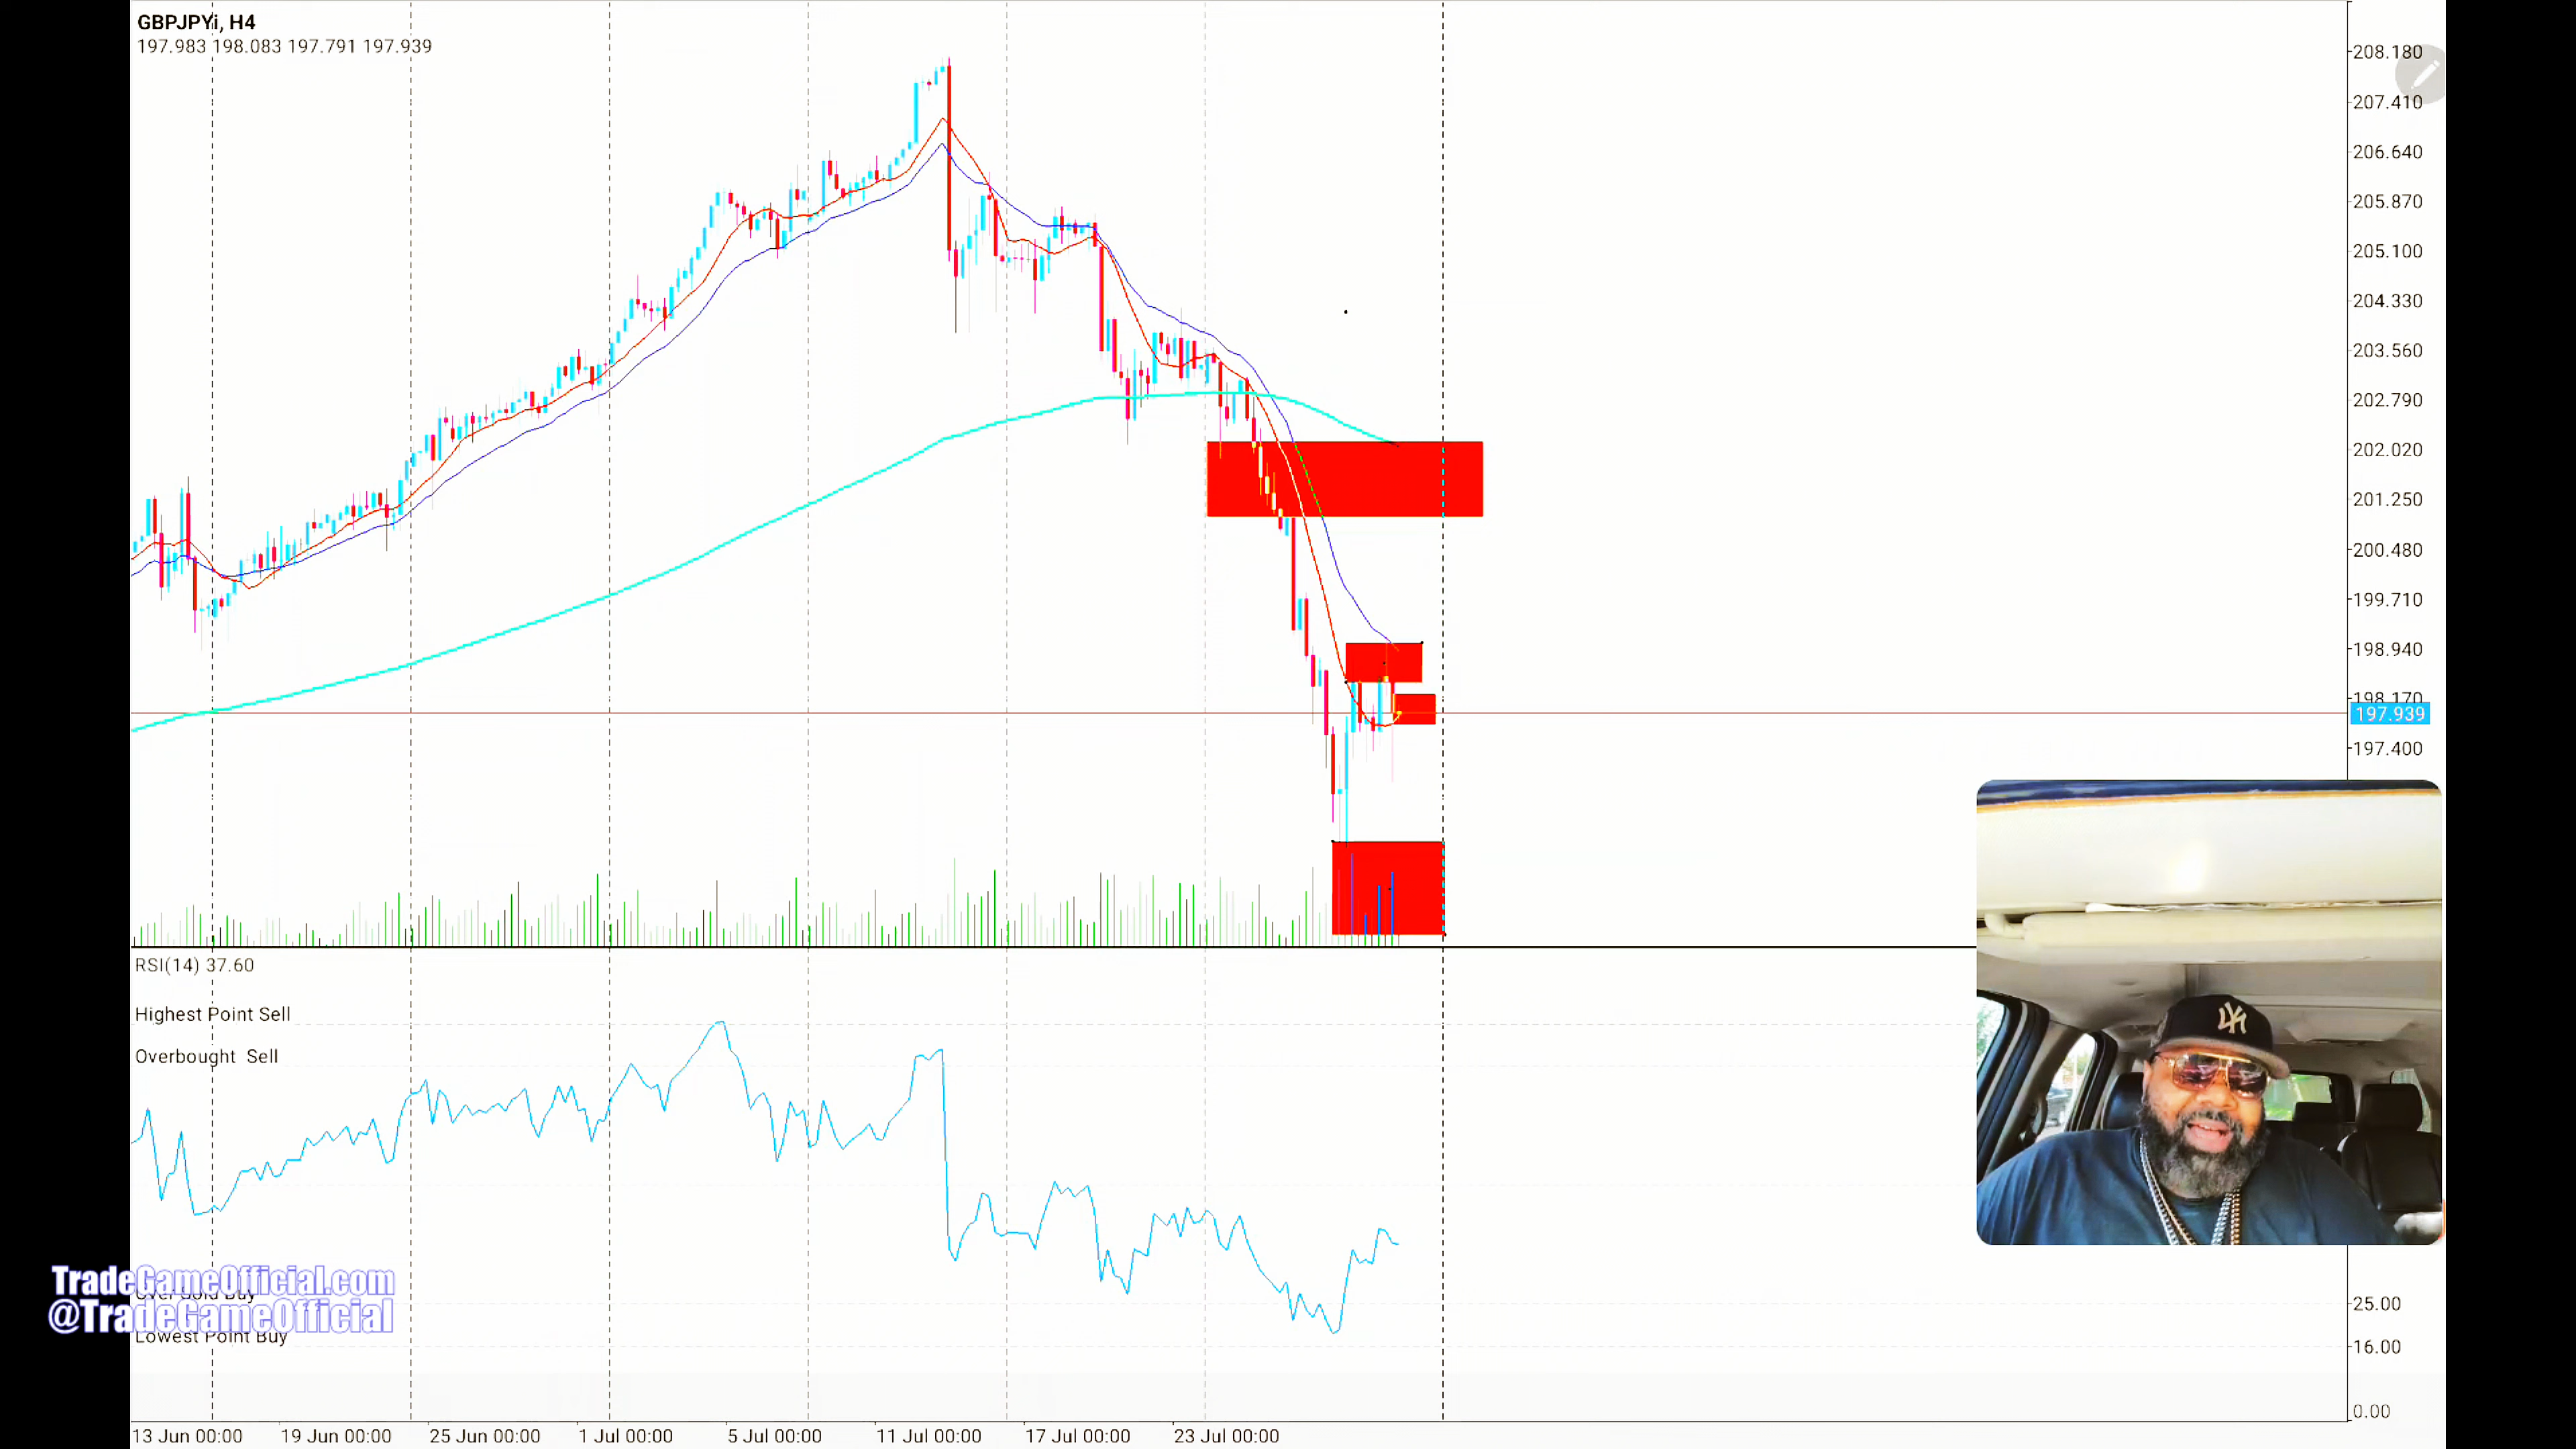 GBPJPYi, H4
197.983 198.083 197.791 197.939
208.180
207.410
206.640
205.870
205.100
204.330
203.560
202.790
202.020
201.250
200.480
199.710
198.940
198.170
197.939
197.400
RSI(14) 37.60
Highest Point Sell
Overbought Sell
TradeGameOfficial.com
@TradeGameOfficial
Lowest Point Buy
25.00
16.00
0.00
13 Jun 00:00 19 Jun 00:00 25 Jun 00:00 1 Jul 00:00 5 Jul 00:00 11 Jul 00:00 17 Jul 00:00 23 Jul 00:00
NY